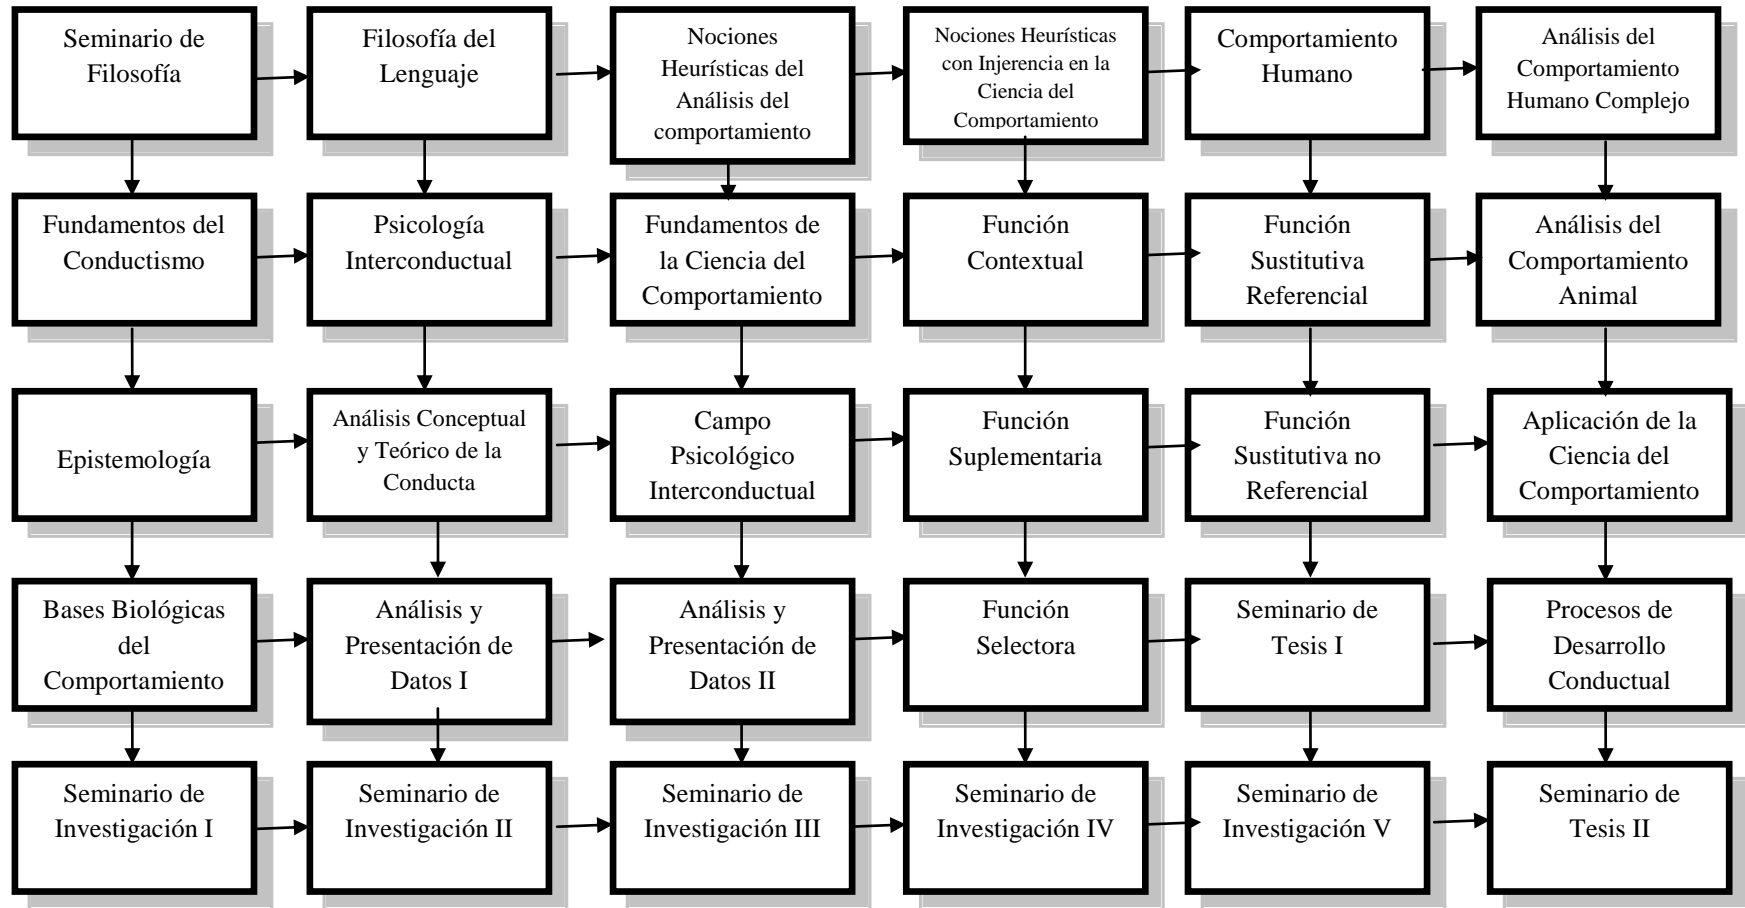 Seminario de
Filosofía
Filosofía del
Lenguaje
Nociones
Heurísticas del
Análisis del
comportamiento
Nociones Heurísticas
con Injerencia en la
Ciencia del
Comportamiento
Comportamiento
Humano
Análisis del
Comportamiento
Humano Complejo
Fundamentos del
Conductismo
Psicología
Interconductual
Fundamentos de
la Ciencia del
Comportamiento
Función
Contextual
Función
Sustitutiva
Referencial
Análisis del
Comportamiento
Animal
Epistemología
Análisis Conceptual
y Teórico de la
Conducta
Campo
Psicológico
Interconductual
Función
Suplementaria
Función
Sustitutiva no
Referencial
Aplicación de la
Ciencia del
Comportamiento
Bases Biológicas
del
Comportamiento
Análisis y
Presentación de
Datos I
Análisis y
Presentación de
Datos II
Función
Selectora
Seminario de
Tesis I
Procesos de
Desarrollo
Conductual
Seminario de
Investigación I
Seminario de
Investigación II
Seminario de
Investigación III
Seminario de
Investigación IV
Seminario de
Investigación V
Seminario de
Tesis II